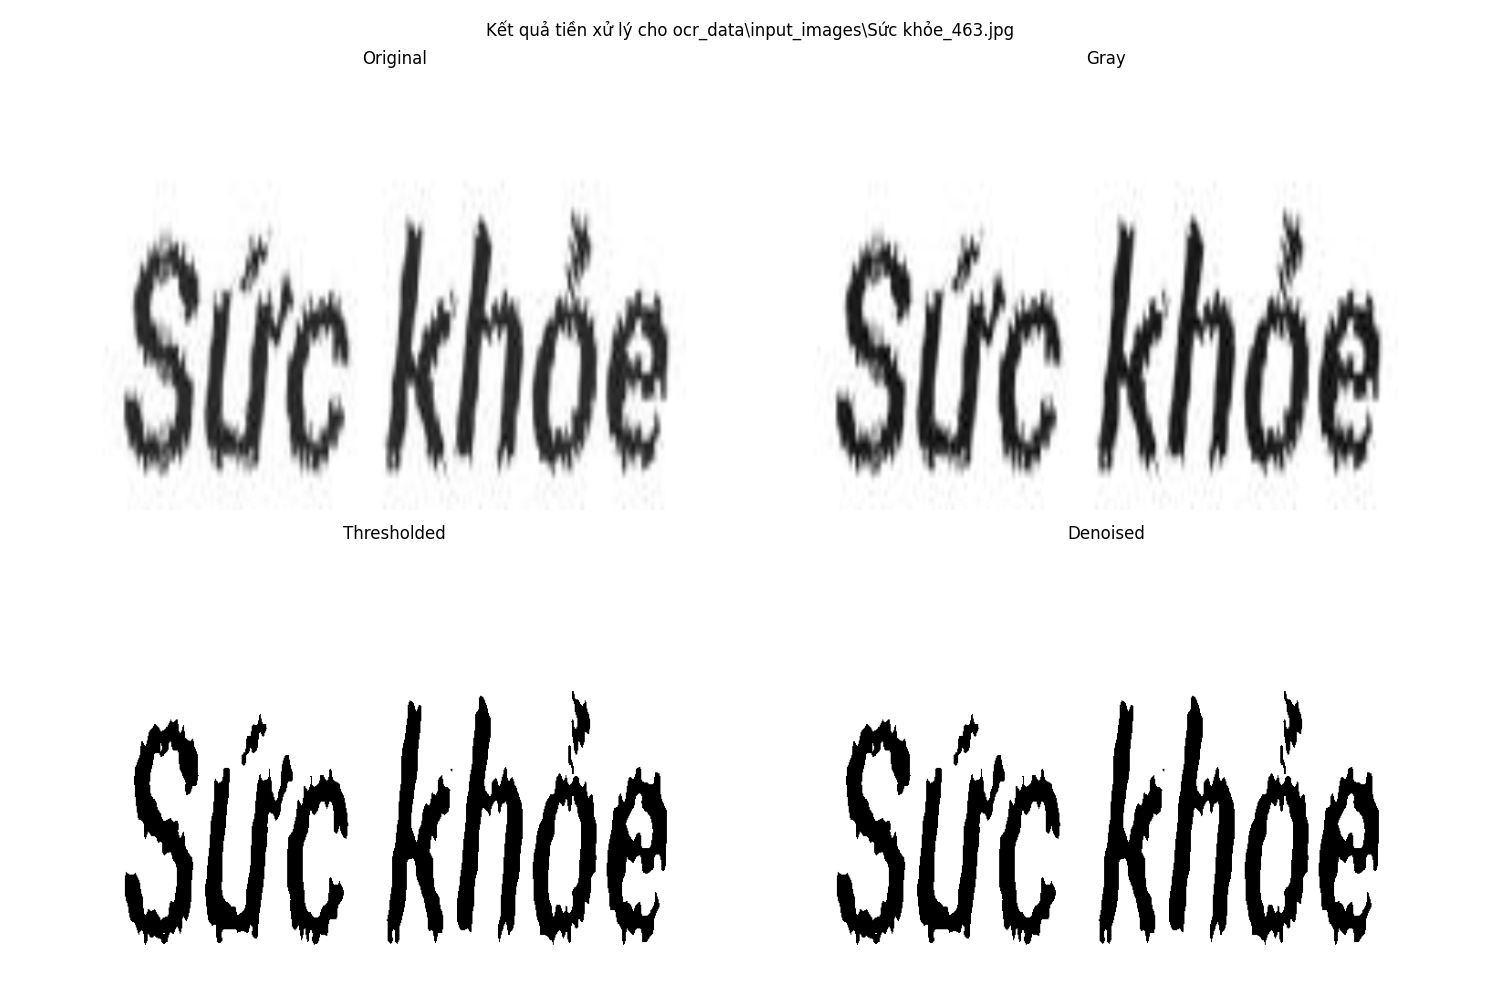 Kết quả tiền xử lý cho ocr_data\input_images\Sức khỏe_463.jpg
Original
Gray
Sức khỏe
Sức khỏe
Thresholded
Denoised
Sức khỏe
Sức khỏe